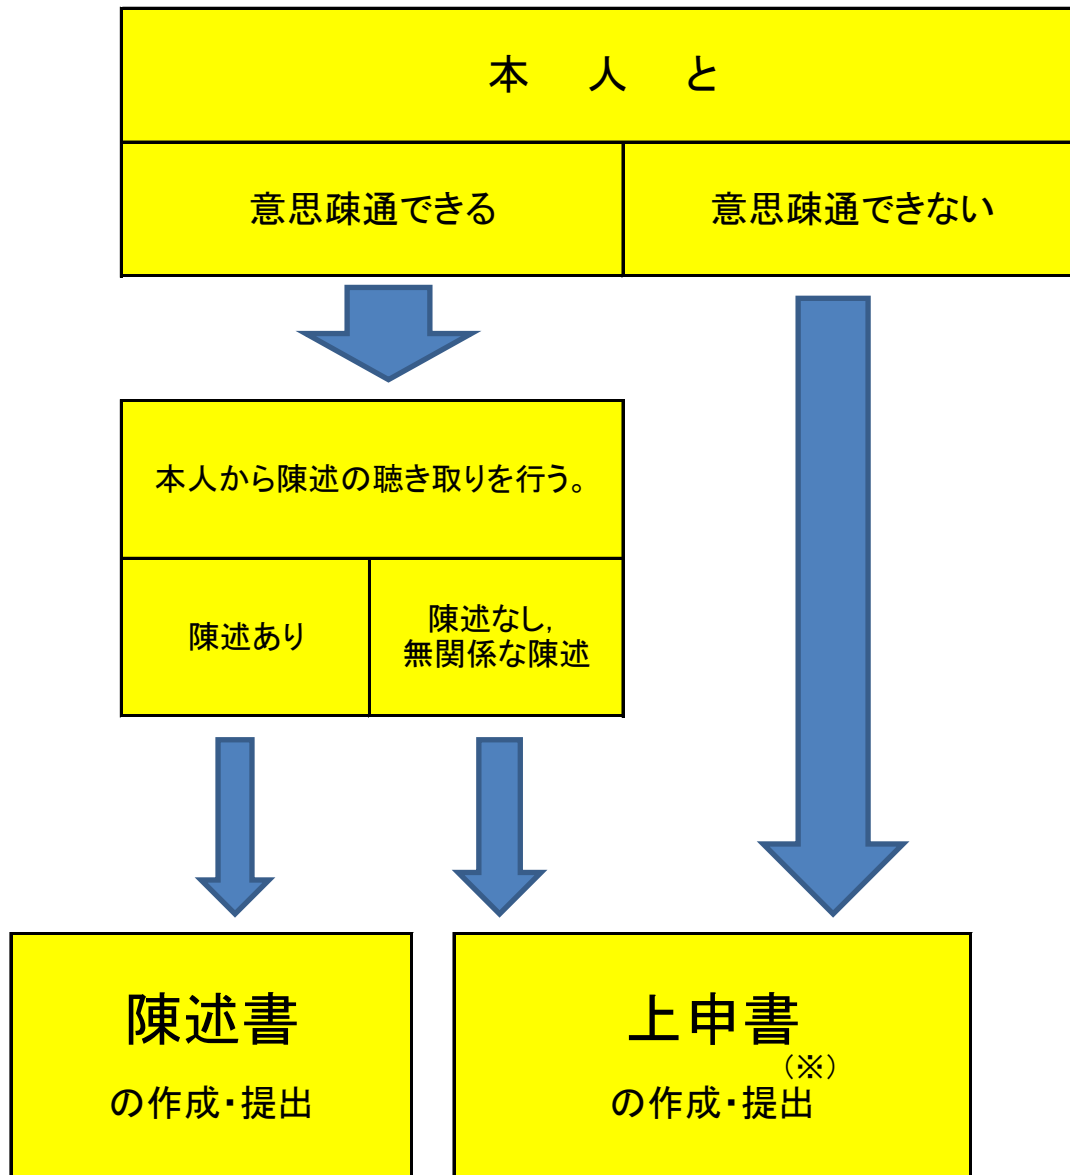 本 人 と
意思疎通できる
意思疎通できない
本人から陳述の聴き取りを行う。
陳述あり
陳述なし,
無関係な陳述
陳述書
の作成・提出
上申書
(※)
の作成・提出